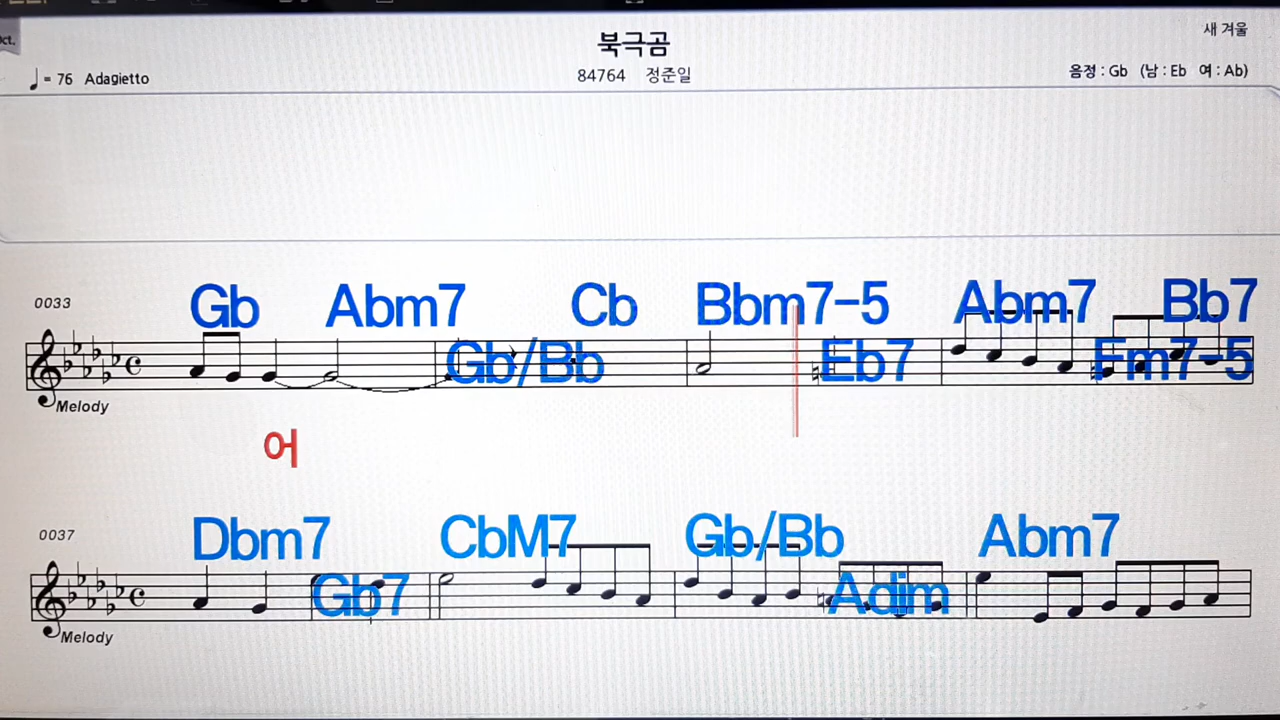 ct.
새 겨울
북극곰
♩ = 76 Adagietto
84764 정준일
음정 : Gb (남 : Eb 여 : Ab)
0033
Gb Abm7 Cb Bbm7-5 Abm7 Bb7
Gb/Bb Eb7 Fm7-5
Melody
어
0037
Dbm7 CbM7 Gb/Bb Abm7
Gb7 Adim
Melody